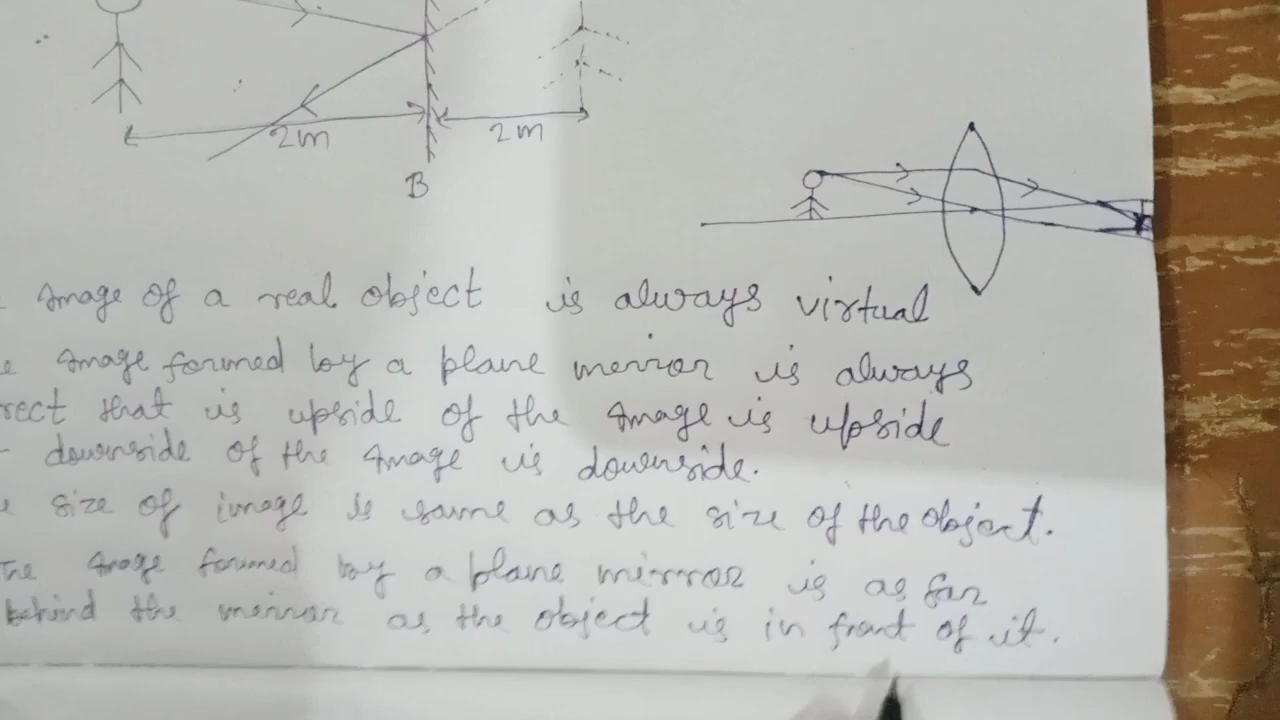 2m
2m
B
Image of a real object is always virtual
Image formed by a plane mirror is always
rect that is upside of the Image is upside
downside of the Image is downside.
size of image is same as the size of the object.
The Image formed by a plane mirror is as far
behind the mirror as the object is in front of it.